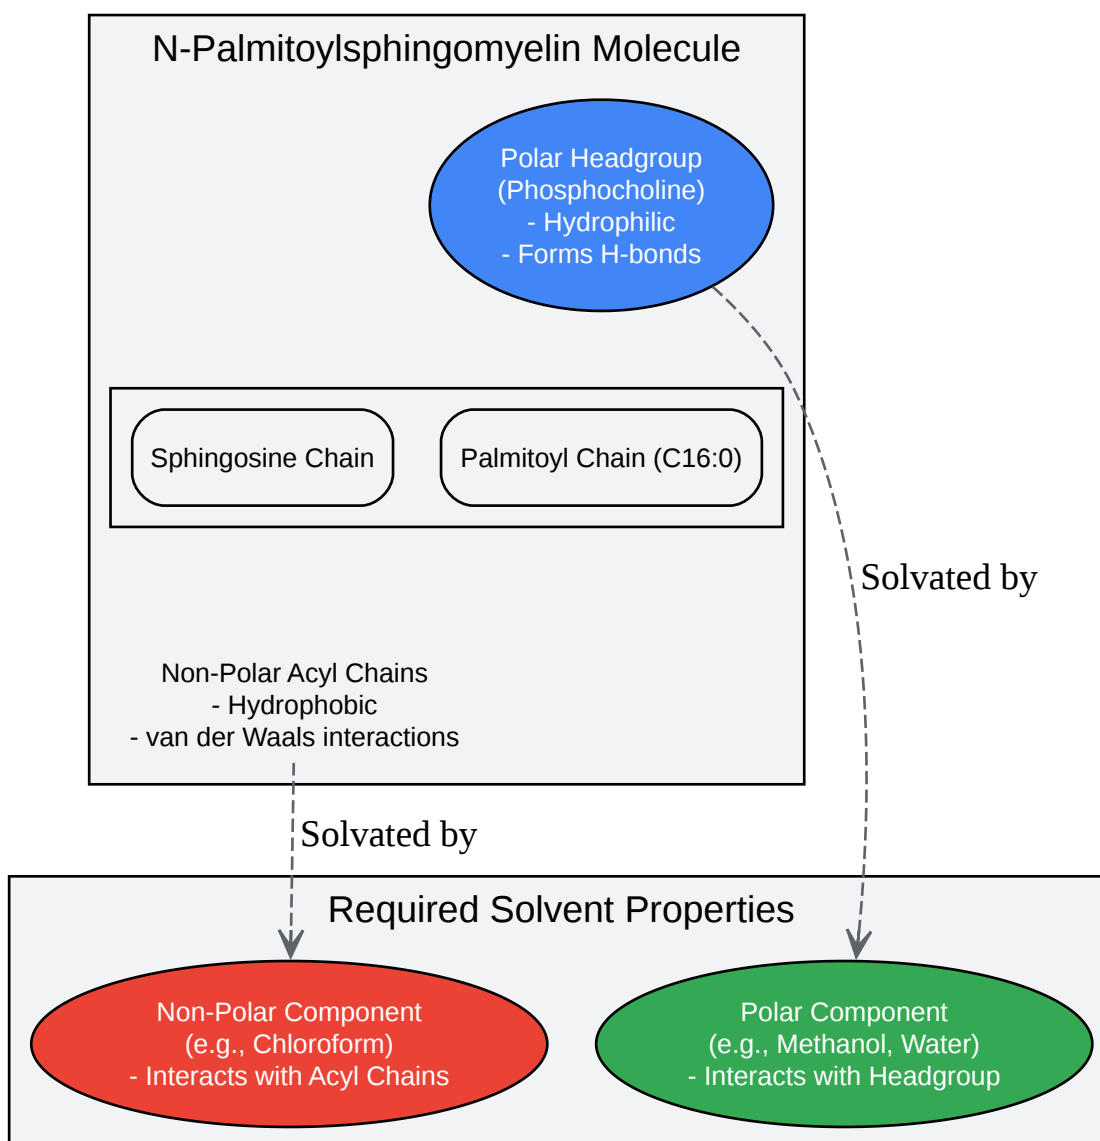 N-Palmitoylsphingomyelin Molecule
Polar Headgroup
(Phosphocholine)
- Hydrophilic
- Forms H-bonds
Sphingosine Chain
Palmitoyl Chain (C16:0)
Solvated by
Non-Polar Acyl Chains
- Hydrophobic
- van der Waals interactions
Solvated by
Required Solvent Properties
Non-Polar Component
(e.g., Chloroform)
- Interacts with Acyl Chains
Polar Component
(e.g., Methanol, Water)
- Interacts with Headgroup